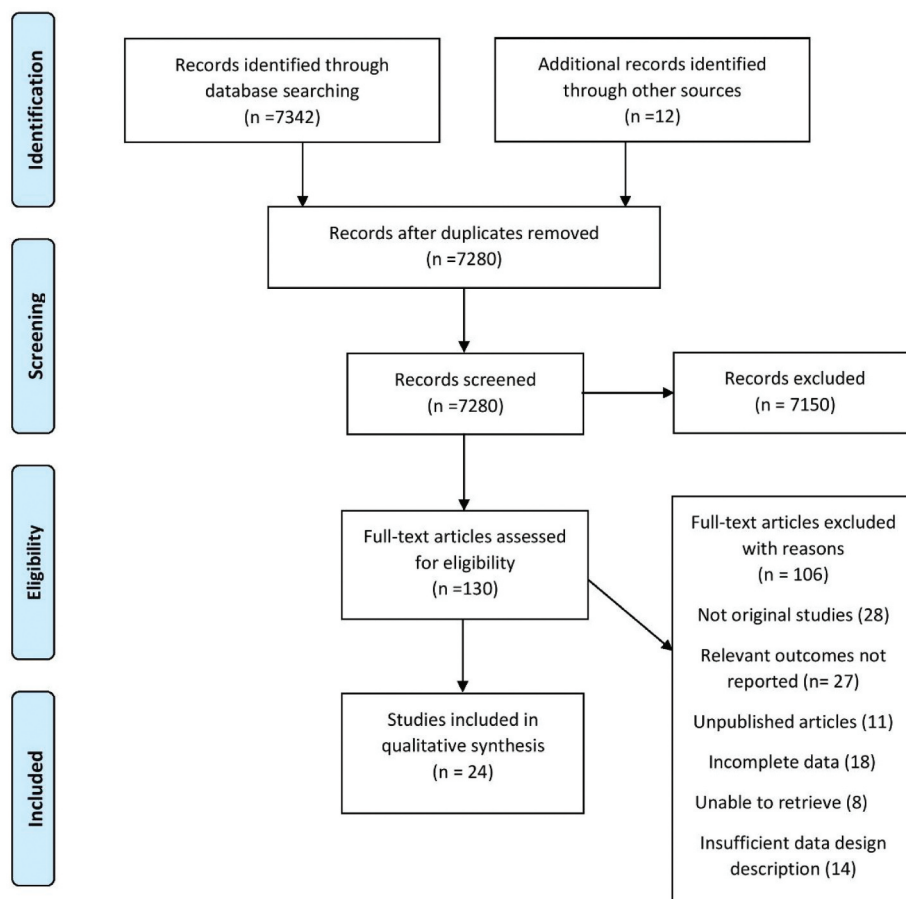 Identification
Records identified through
database searching
(n =7342)
Additional records identified
through other sources
(n =12)
Records after duplicates removed
(n =7280)
Screening
Records screened
(n =7280)
Records excluded
(n = 7150)
Eligibility
Full-text articles assessed
for eligibility
(n =130)
Full-text articles excluded
with reasons
(n = 106)
Not original studies (28)
Relevant outcomes not
reported (n= 27)
Unpublished articles (11)
Incomplete data (18)
Unable to retrieve (8)
Insufficient data design
description (14)
Included
Studies included in
qualitative synthesis
(n = 24)